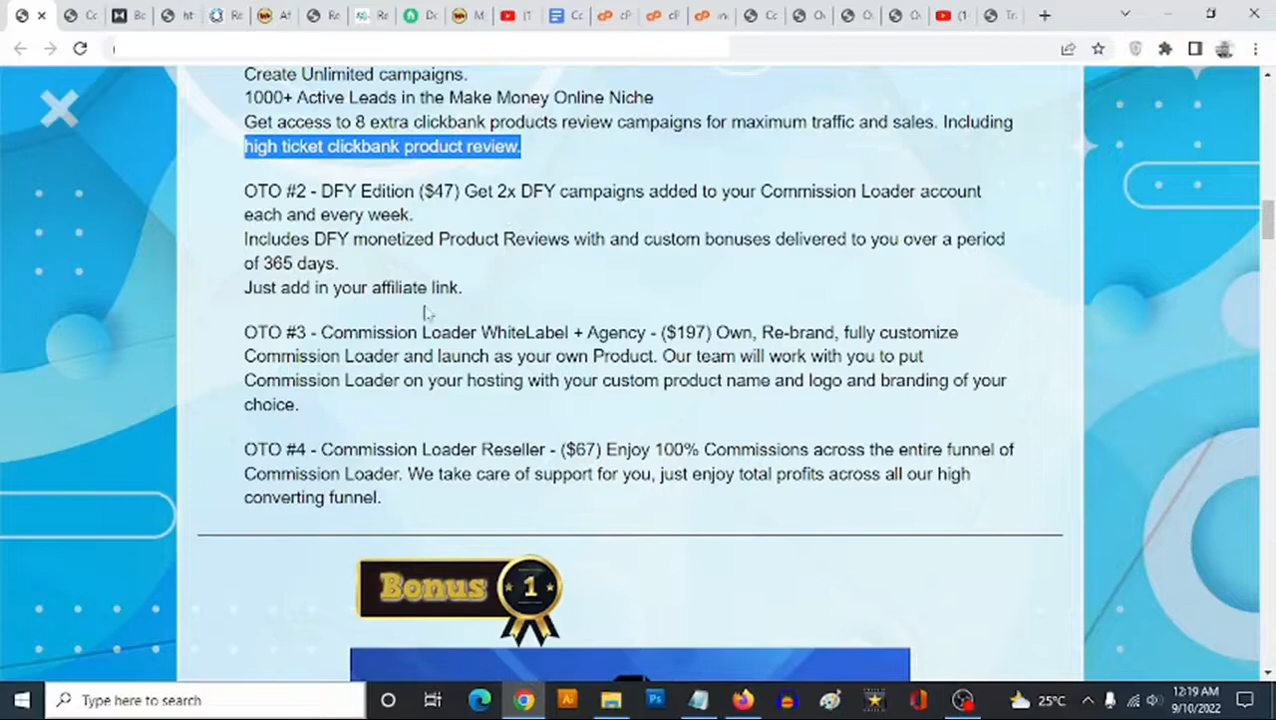 Create Unlimited campaigns.
1000+ Active Leads in the Make Money Online Niche
Get access to 8 extra clickbank products review campaigns for maximum traffic and sales. Including
high ticket clickbank product review.
OTO #2 - DFY Edition ($47) Get 2x DFY campaigns added to your Commission Loader account
each and every week.
Includes DFY monetized Product Reviews with and custom bonuses delivered to you over a period
of 365 days.
Just add in your affiliate link.
OTO #3 - Commission Loader WhiteLabel + Agency - ($197) Own, Re-brand, fully customize
Commission Loader and launch as your own Product. Our team will work with you to put
Commission Loader on your hosting with your custom product name and logo and branding of your
choice.
OTO #4 - Commission Loader Reseller - ($67) Enjoy 100% Commissions across the entire funnel of
Commission Loader. We take care of support for you, just enjoy total profits across all our high
converting funnel.
Bonus 1
Type here to search
25°C
12:19 AM
9/10/2022